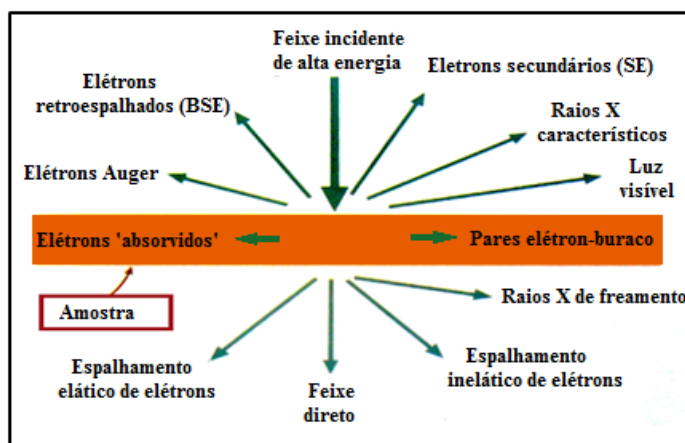 Feixe incidente
de alta energia
Elétrons
retroespalhados (BSE)
Eletrons secundários (SE)
Raios X
característicos
Elétrons Auger
Luz
visível
Elétrons 'absorvidos'
Pares elétron-buraco
Amostra
Raios X de freamento
Espalhamento
elático de elétrons
Feixe
direto
Espalhamento
inelático de elétrons